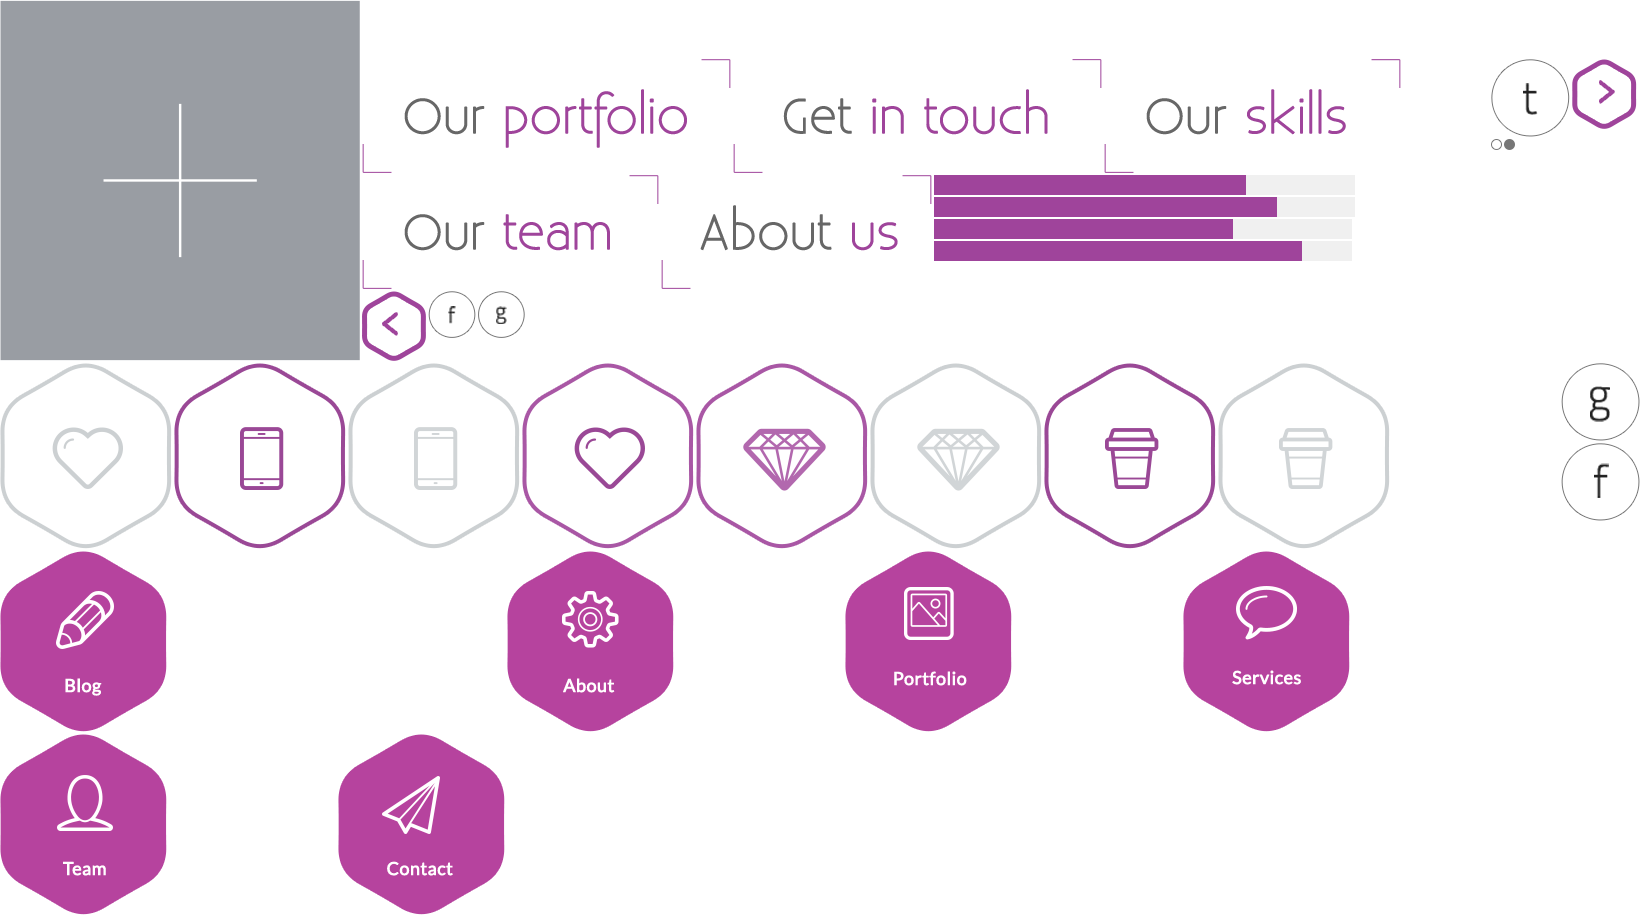 Our portfolio
Get in touch
Our skills
t
Our team
About us
f
g
g
f
Blog
About
Portfolio
Services
Team
Contact